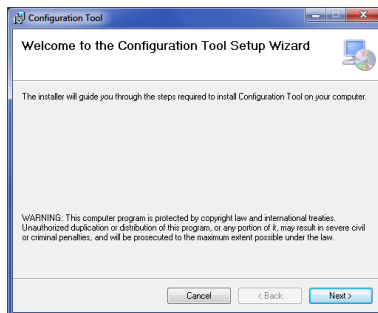 Configuration Tool
Welcome to the Configuration Tool Setup Wizard
The installer will guide you through the steps required to install Configuration Tool on your computer.
WARNING: This computer program is protected by copyright law and international treaties.
Unauthorized duplication or distribution of this program, or any portion of it, may result in severe civil
or criminal penalties, and will be prosecuted to the maximum extent possible under the law.
Cancel
< Back
Next >